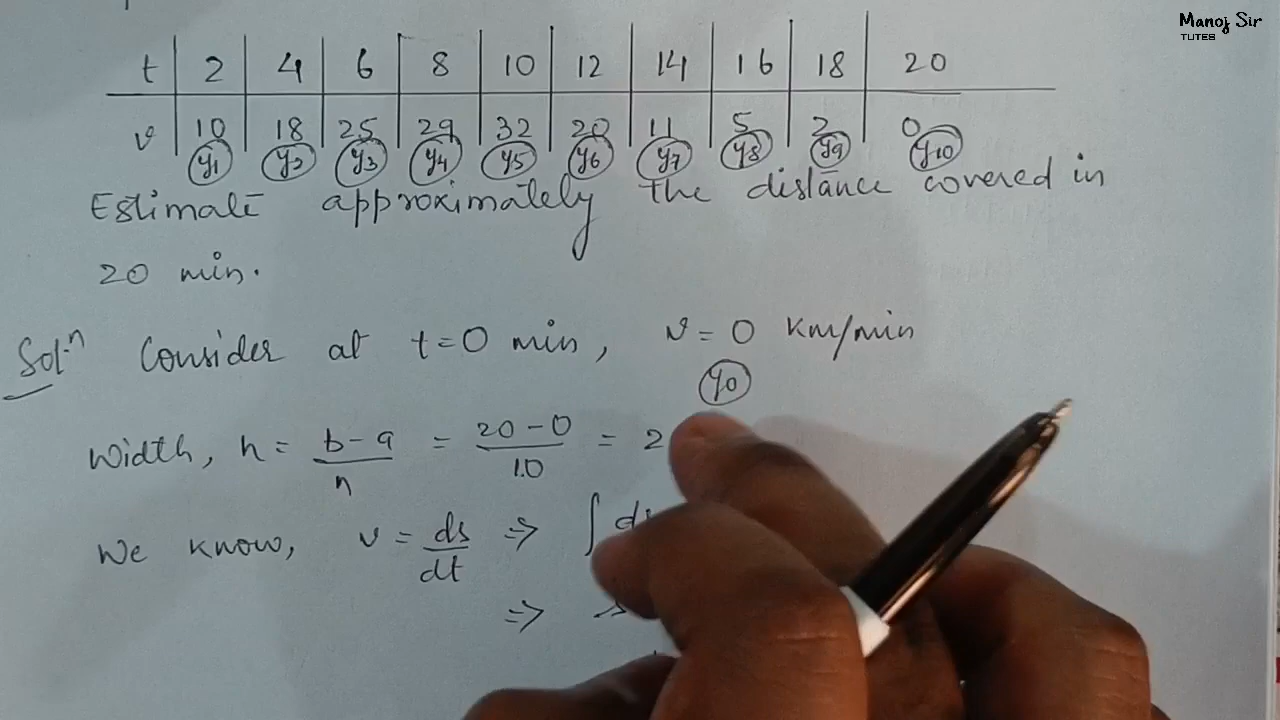 Manoj Sir
TUTES
t 2 4 6 8 10 12 14 16 18 20
v 10 18 25 29 32 20 11 5 2 0
y1 y2 y3 y4 y5 y6 y7 y8 y9 y10
Estimate approximately the distance covered in
20 min.
Sol.n Consider at t=0 min, v = 0 km/min
y0
Width, h = b-a/n = 20-0/10 = 2
We know, v = ds/dt ⇒ ∫ ds
⇒